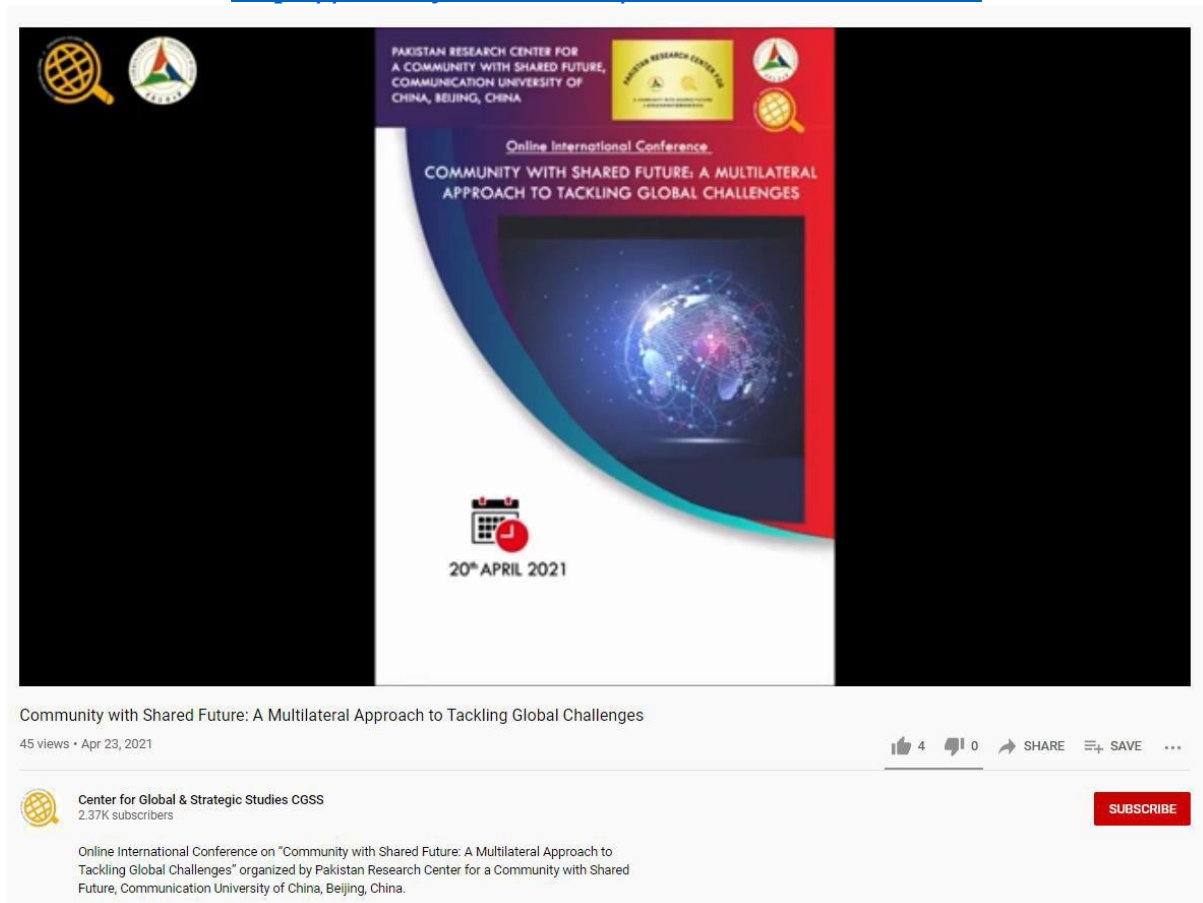 PAKISTAN RESEARCH CENTER FOR
A COMMUNITY WITH SHARED FUTURE,
COMMUNICATION UNIVERSITY OF
CHINA, BEIJING, CHINA
PAKISTAN RESEARCH CENTER FOR
Online International Conference
COMMUNITY WITH SHARED FUTURE: A MULTILATERAL
APPROACH TO TACKLING GLOBAL CHALLENGES
20th APRIL 2021
Community with Shared Future: A Multilateral Approach to Tackling Global Challenges
45 views • Apr 23, 2021
4
0
SHARE
SAVE
Center for Global & Strategic Studies CGSS
2.37K subscribers
SUBSCRIBE
Online International Conference on "Community with Shared Future: A Multilateral Approach to
Tackling Global Challenges" organized by Pakistan Research Center for a Community with Shared
Future, Communication University of China, Beijing, China.